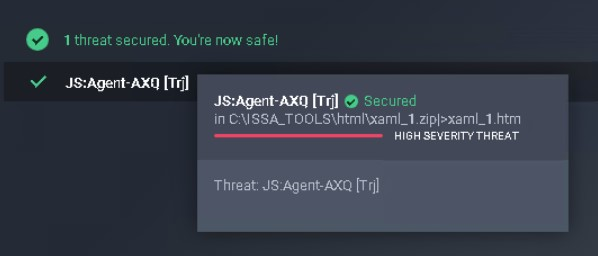 1 threat secured. You're now safe!
JS:Agent-AXQ [Trj]
JS:Agent-AXQ [Trj] Secured
in C:\ISSA_TOOLS\html\xaml_1.zip|>xaml_1.htm
HIGH SEVERITY THREAT
Threat: JS:Agent-AXQ [Trj]